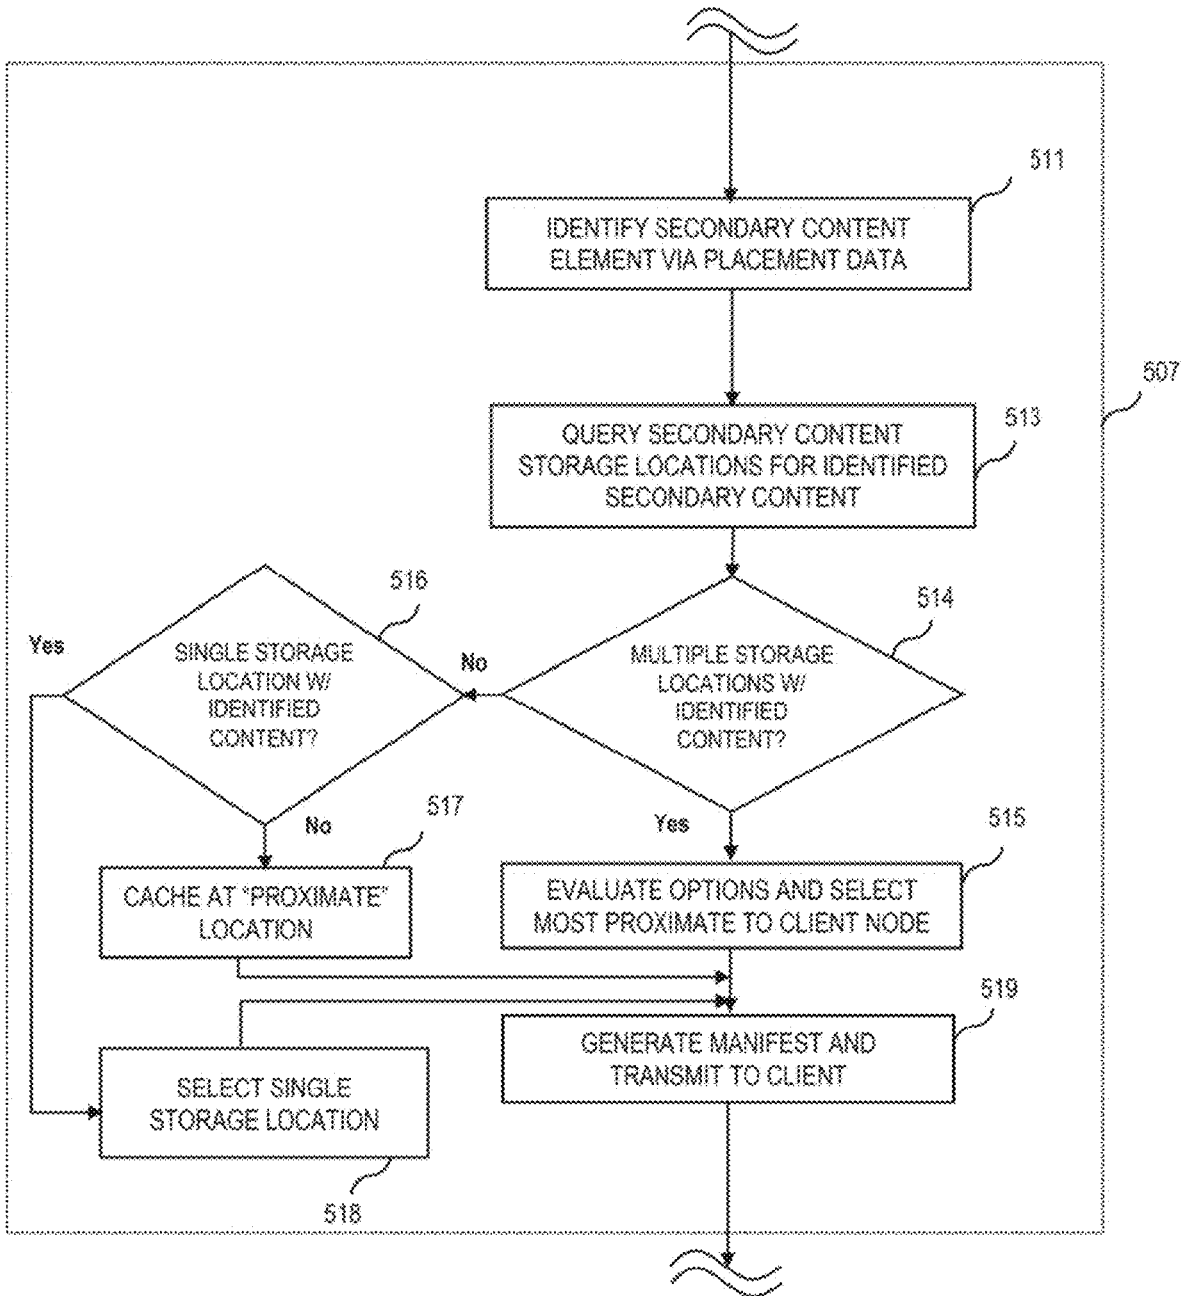 511
IDENTIFY SECONDARY CONTENT
ELEMENT VIA PLACEMENT DATA
507
513
QUERY SECONDARY CONTENT
STORAGE LOCATIONS FOR IDENTIFIED
SECONDARY CONTENT
516
514
Yes
SINGLE STORAGE
LOCATION W/
IDENTIFIED
CONTENT?
No
MULTIPLE STORAGE
LOCATIONS W/
IDENTIFIED
CONTENT?
No
517
Yes
515
CACHE AT "PROXIMATE"
LOCATION
EVALUATE OPTIONS AND SELECT
MOST PROXIMATE TO CLIENT NODE
519
GENERATE MANIFEST AND
TRANSMIT TO CLIENT
SELECT SINGLE
STORAGE LOCATION
518